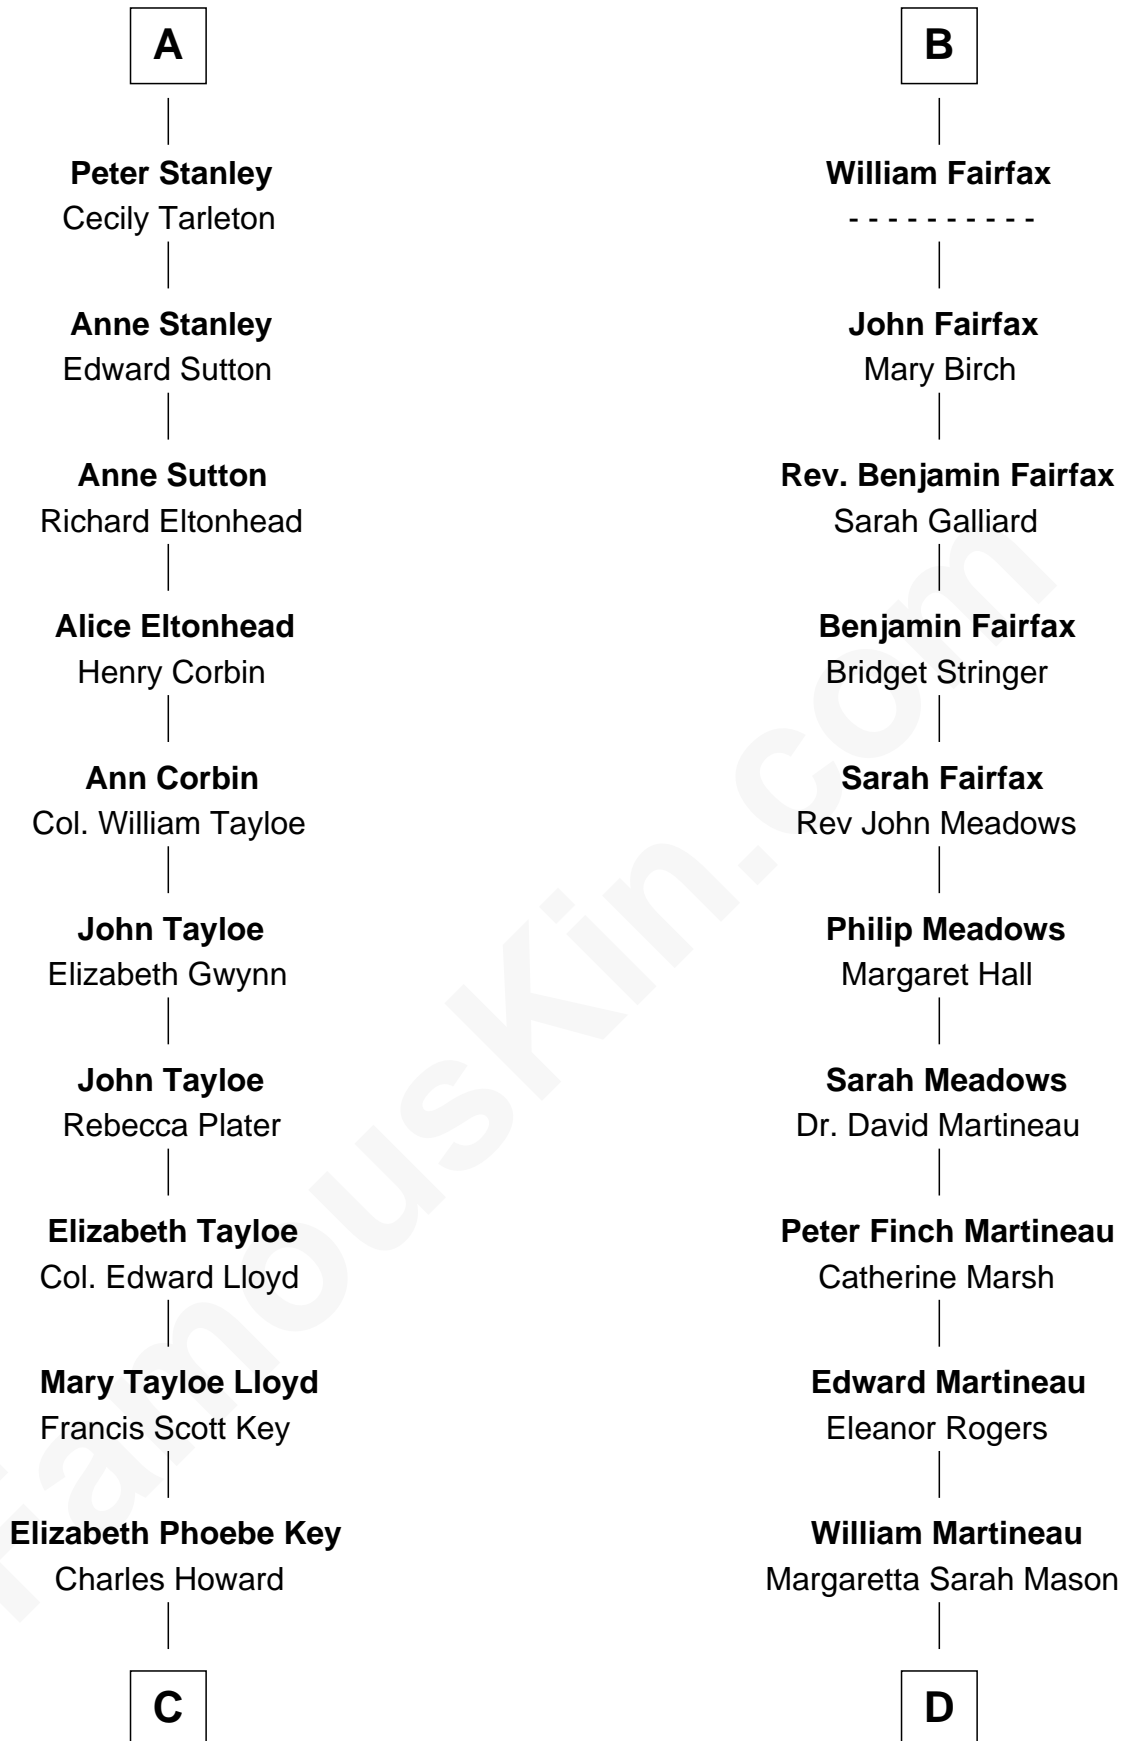 A
Peter Stanley
Cecily Tarleton
Anne Stanley
Edward Sutton
Anne Sutton
Richard Eltonhead
Alice Eltonhead
Henry Corbin
Ann Corbin
Col. William Tayloe
John Tayloe
Elizabeth Gwynn
John Tayloe
Rebecca Plater
Elizabeth Tayloe
Col. Edward Lloyd
Mary Tayloe Lloyd
Francis Scott Key
Elizabeth Phoebe Key
Charles Howard
C
B
William Fairfax
- - - - - - - - - -
John Fairfax
Mary Birch
Rev. Benjamin Fairfax
Sarah Galliard
Benjamin Fairfax
Bridget Stringer
Sarah Fairfax
Rev John Meadows
Philip Meadows
Margaret Hall
Sarah Meadows
Dr. David Martineau
Peter Finch Martineau
Catherine Marsh
Edward Martineau
Eleanor Rogers
William Martineau
Margaretta Sarah Mason
D
FamousKin.com